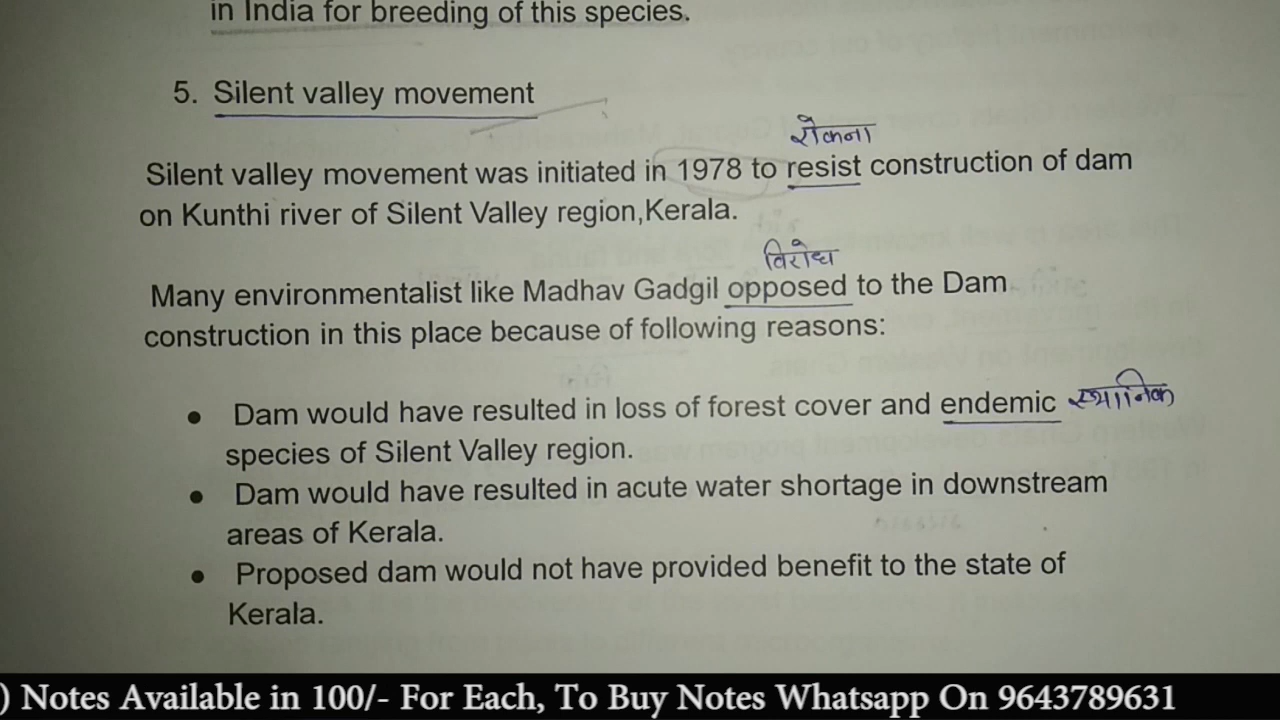 in India for breeding of this species.
5. Silent valley movement
रोकना
Silent valley movement was initiated in 1978 to resist construction of dam
on Kunthi river of Silent Valley region,Kerala.
विरोध
Many environmentalist like Madhav Gadgil opposed to the Dam
construction in this place because of following reasons:
● Dam would have resulted in loss of forest cover and endemic स्थानिक
species of Silent Valley region.
● Dam would have resulted in acute water shortage in downstream
areas of Kerala.
● Proposed dam would not have provided benefit to the state of
Kerala.
) Notes Available in 100/- For Each, To Buy Notes Whatsapp On 9643789631